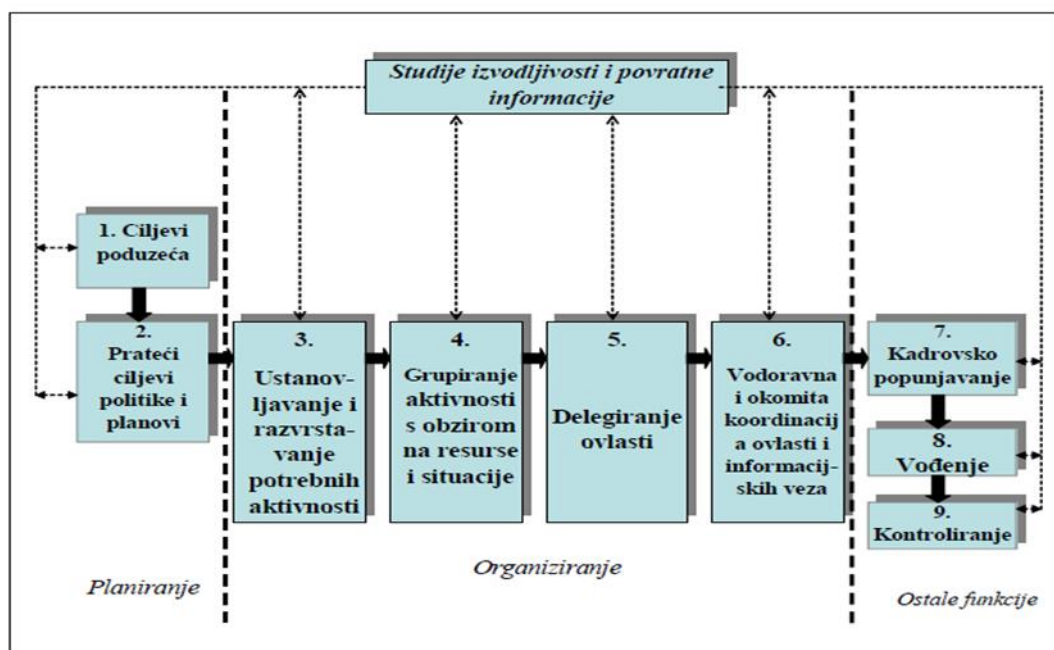 Studije izvodljivosti i povratne
informacije
1. Ciljevi
poduzeća
2.
Prateći
ciljevi
politike i
planovi
3.
Ustanov-
ljavanje i
razvrsta-
vanje
potrebnih
aktivnosti
4.
Grupiranje
aktivnosti
s obzirom
na resurse
i situacije
5.
Delegiranje
ovlasti
6.
Vodoravna
i okomita
koordinacij
a ovlasti i
informacij-
skih veza
7.
Kadrovsko
popunjavanje
8.
Vođenje
9.
Kontroliranje
Planiranje
Organiziranje
Ostale funkcije